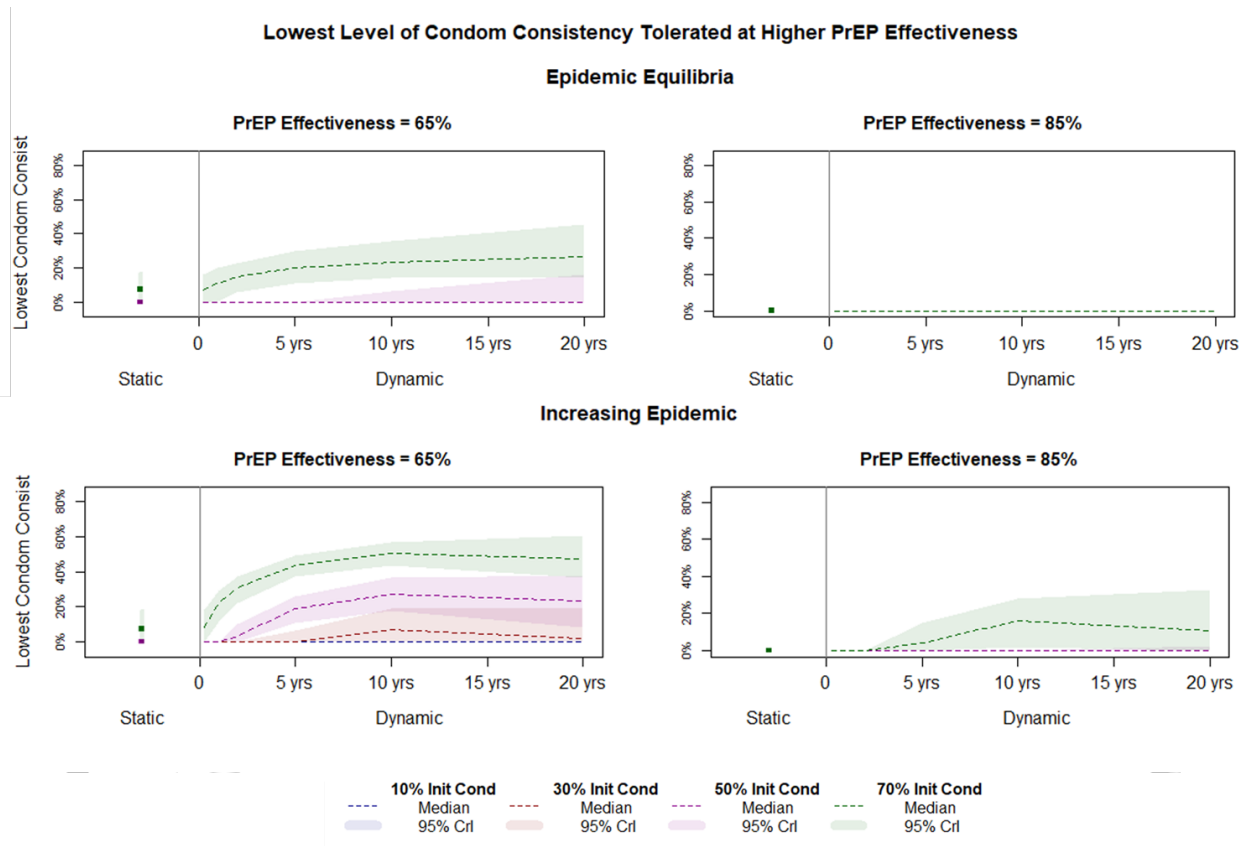 Lowest Level of Condom Consistency Tolerated at Higher PrEP Effectiveness
Epidemic Equilibria
PrEP Effectiveness = 65%
PrEP Effectiveness = 85%
Lowest Condom Consist
80%
60%
40%
20%
0%
80%
60%
40%
20%
0%
0 5 yrs 10 yrs 15 yrs 20 yrs
0 5 yrs 10 yrs 15 yrs 20 yrs
Static Dynamic
Static Dynamic
Increasing Epidemic
PrEP Effectiveness = 65%
PrEP Effectiveness = 85%
Lowest Condom Consist
80%
60%
40%
20%
0%
80%
60%
40%
20%
0%
0 5 yrs 10 yrs 15 yrs 20 yrs
0 5 yrs 10 yrs 15 yrs 20 yrs
Static Dynamic
Static Dynamic
10% Init Cond 30% Init Cond 50% Init Cond 70% Init Cond
Median Median Median Median
95% CrI 95% CrI 95% CrI 95% CrI